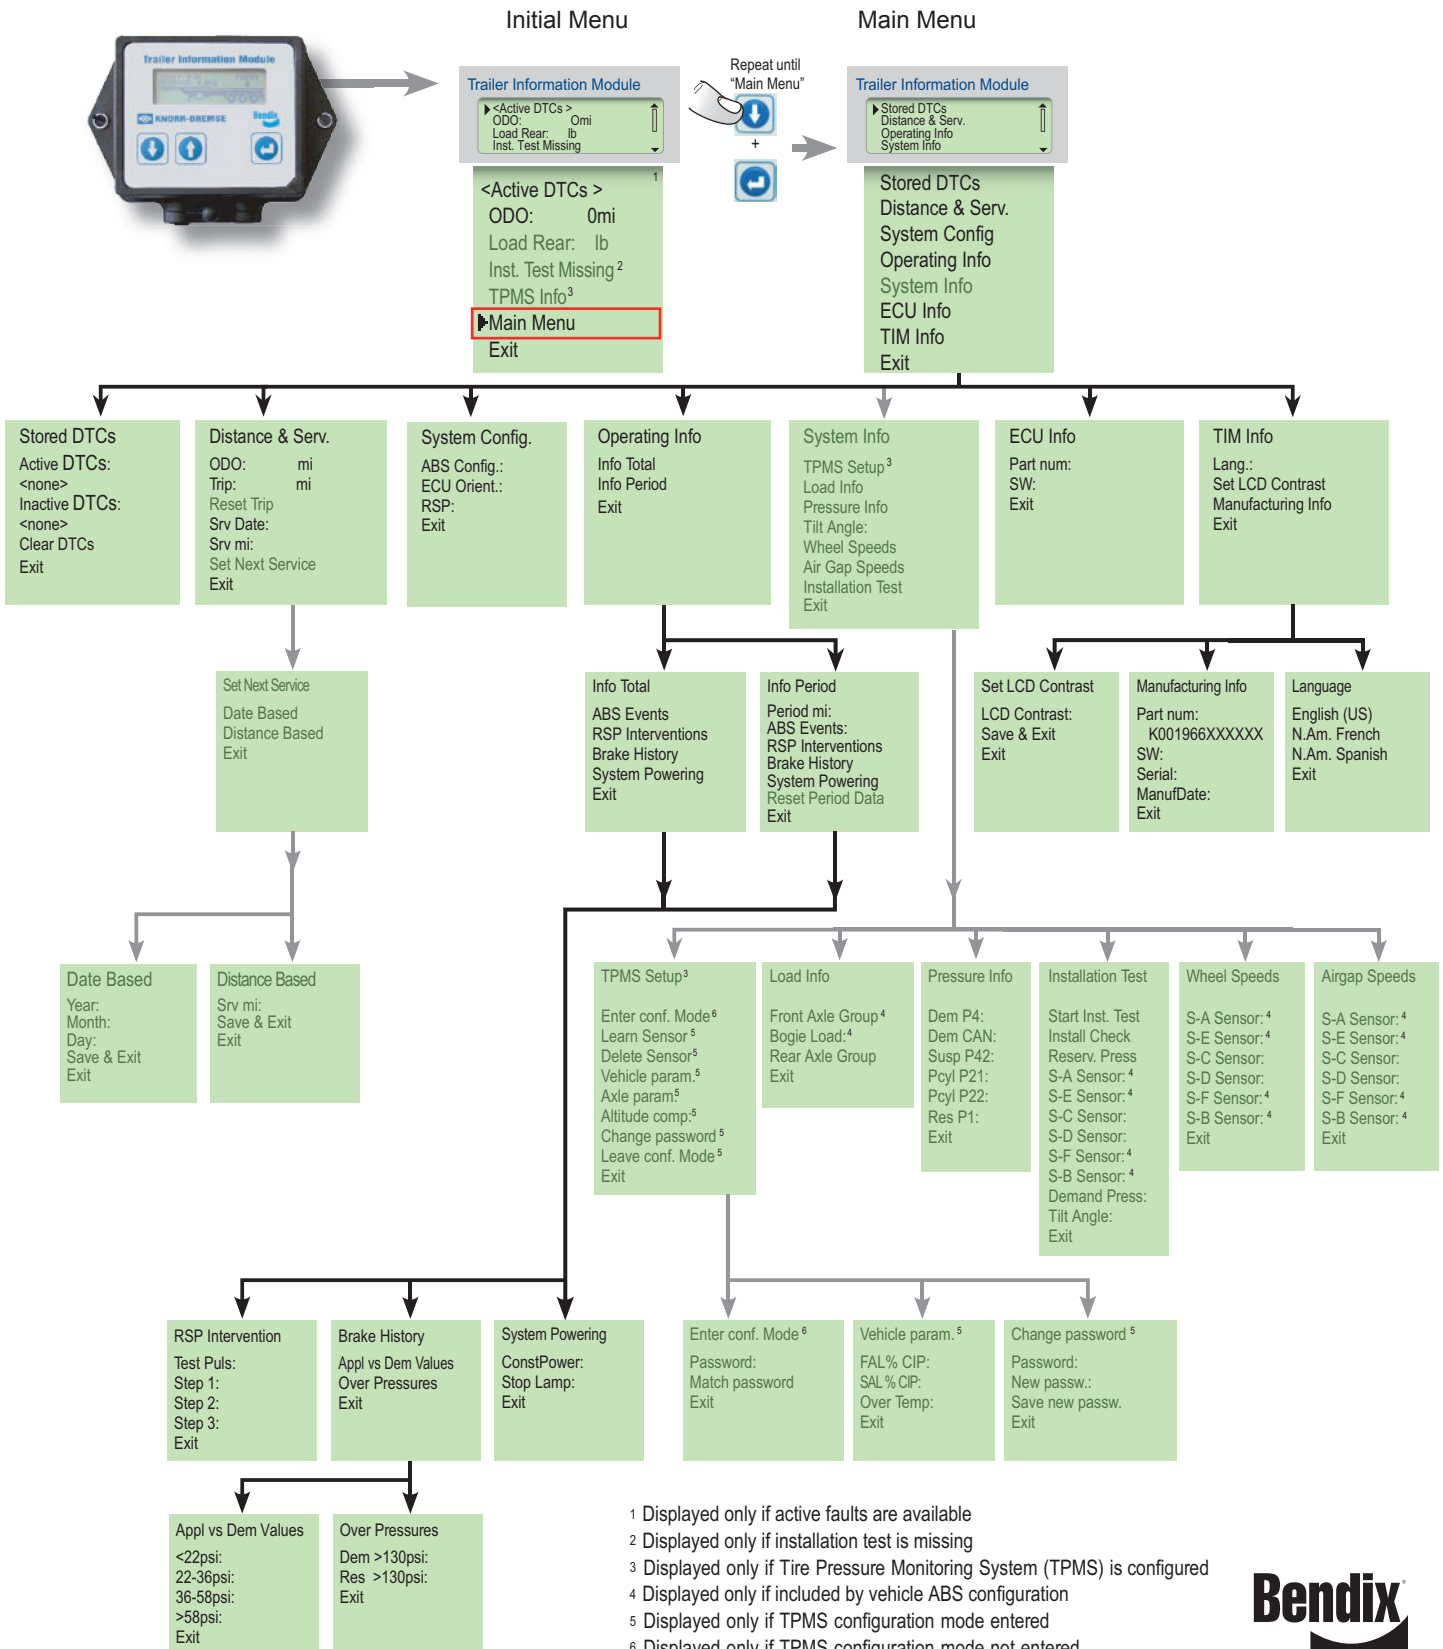 Initial Menu
Main Menu
Trailer Information Module
KNORR-BREMSE
Bendix
Trailer Information Module
<Active DTCs >
ODO: 0mi
Load Rear: lb
Inst. Test Missing
Repeat until
"Main Menu"
+
Trailer Information Module
Stored DTCs
Distance & Serv.
Operating Info
System Info
1
<Active DTCs >
ODO: 0mi
Load Rear: lb
Inst. Test Missing 2
TPMS Info 3
Main Menu
Exit
Stored DTCs
Distance & Serv.
System Config
Operating Info
System Info
ECU Info
TIM Info
Exit
Stored DTCs
Active DTCs:
<none>
Inactive DTCs:
<none>
Clear DTCs
Exit
Distance & Serv.
ODO: mi
Trip: mi
Reset Trip
Srv Date:
Srv mi:
Set Next Service
Exit
System Config.
ABS Config.:
ECU Orient.:
RSP:
Exit
Operating Info
Info Total
Info Period
Exit
System Info
TPMS Setup 3
Load Info
Pressure Info
Tilt Angle:
Wheel Speeds
Air Gap Speeds
Installation Test
Exit
ECU Info
Part num:
SW:
Exit
TIM Info
Lang.:
Set LCD Contrast
Manufacturing Info
Exit
Set Next Service
Date Based
Distance Based
Exit
Info Total
ABS Events
RSP Interventions
Brake History
System Powering
Exit
Info Period
Period mi:
ABS Events:
RSP Interventions
Brake History
System Powering
Reset Period Data
Exit
Set LCD Contrast
LCD Contrast:
Save & Exit
Exit
Manufacturing Info
Part num:
K001966XXXXXX
SW:
Serial:
ManufDate:
Exit
Language
English (US)
N.Am. French
N.Am. Spanish
Exit
Date Based
Year:
Month:
Day:
Save & Exit
Exit
Distance Based
Srv mi:
Save & Exit
Exit
TPMS Setup 3
Enter conf. Mode 6
Learn Sensor 5
Delete Sensor 5
Vehicle param. 5
Axle param 5
Altitude comp: 5
Change password 5
Leave conf. Mode 5
Exit
Load Info
Front Axle Group 4
Bogie Load: 4
Rear Axle Group
Exit
Pressure Info
Dem P4:
Dem CAN:
Susp P42:
Pcyl P21:
Pcyl P22:
Res P1:
Exit
Installation Test
Start Inst. Test
Install Check
Reserv. Press
S-A Sensor: 4
S-E Sensor: 4
S-C Sensor:
S-D Sensor:
S-F Sensor: 4
S-B Sensor: 4
Demand Press:
Tilt Angle:
Exit
Wheel Speeds
S-A Sensor: 4
S-E Sensor: 4
S-C Sensor:
S-D Sensor:
S-F Sensor: 4
S-B Sensor: 4
Exit
Airgap Speeds
S-A Sensor: 4
S-E Sensor: 4
S-C Sensor:
S-D Sensor:
S-F Sensor: 4
S-B Sensor: 4
Exit
RSP Intervention
Test Puls:
Step 1:
Step 2:
Step 3:
Exit
Brake History
Appl vs Dem Values
Over Pressures
Exit
System Powering
ConstPower:
Stop Lamp:
Exit
Enter conf. Mode 6
Password:
Match password
Exit
Vehicle param. 5
FAL% CIP:
SAL % CIP:
Over Temp:
Exit
Change password 5
Password:
New passw.:
Save new passw.
Exit
Appl vs Dem Values
<22psi:
22-36psi:
36-58psi:
>58psi:
Exit
Over Pressures
Dem >130psi:
Res >130psi:
Exit
1 Displayed only if active faults are available
2 Displayed only if installation test is missing
3 Displayed only if Tire Pressure Monitoring System (TPMS) is configured
4 Displayed only if included by vehicle ABS configuration
5 Displayed only if TPMS configuration mode entered
6 Displayed only if TPMS configuration mode not entered
Bendix